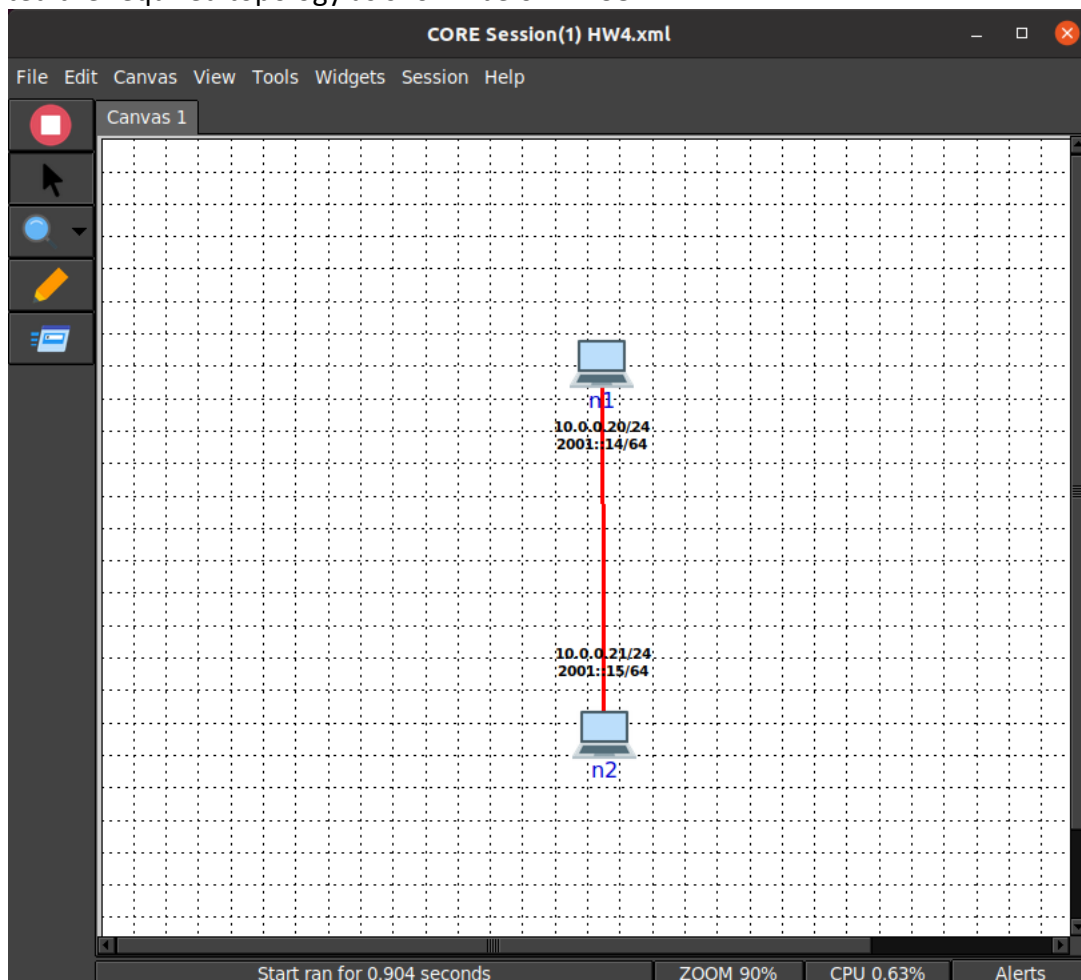 CORE Session(1) HW4.xml
File Edit Canvas View Tools Widgets Session Help
Canvas 1
n1
10.0.0.20/24
2001::14/64
10.0.0.21/24
2001::15/64
n2
Start ran for 0.904 seconds ZOOM 90% CPU 0.63% Alerts